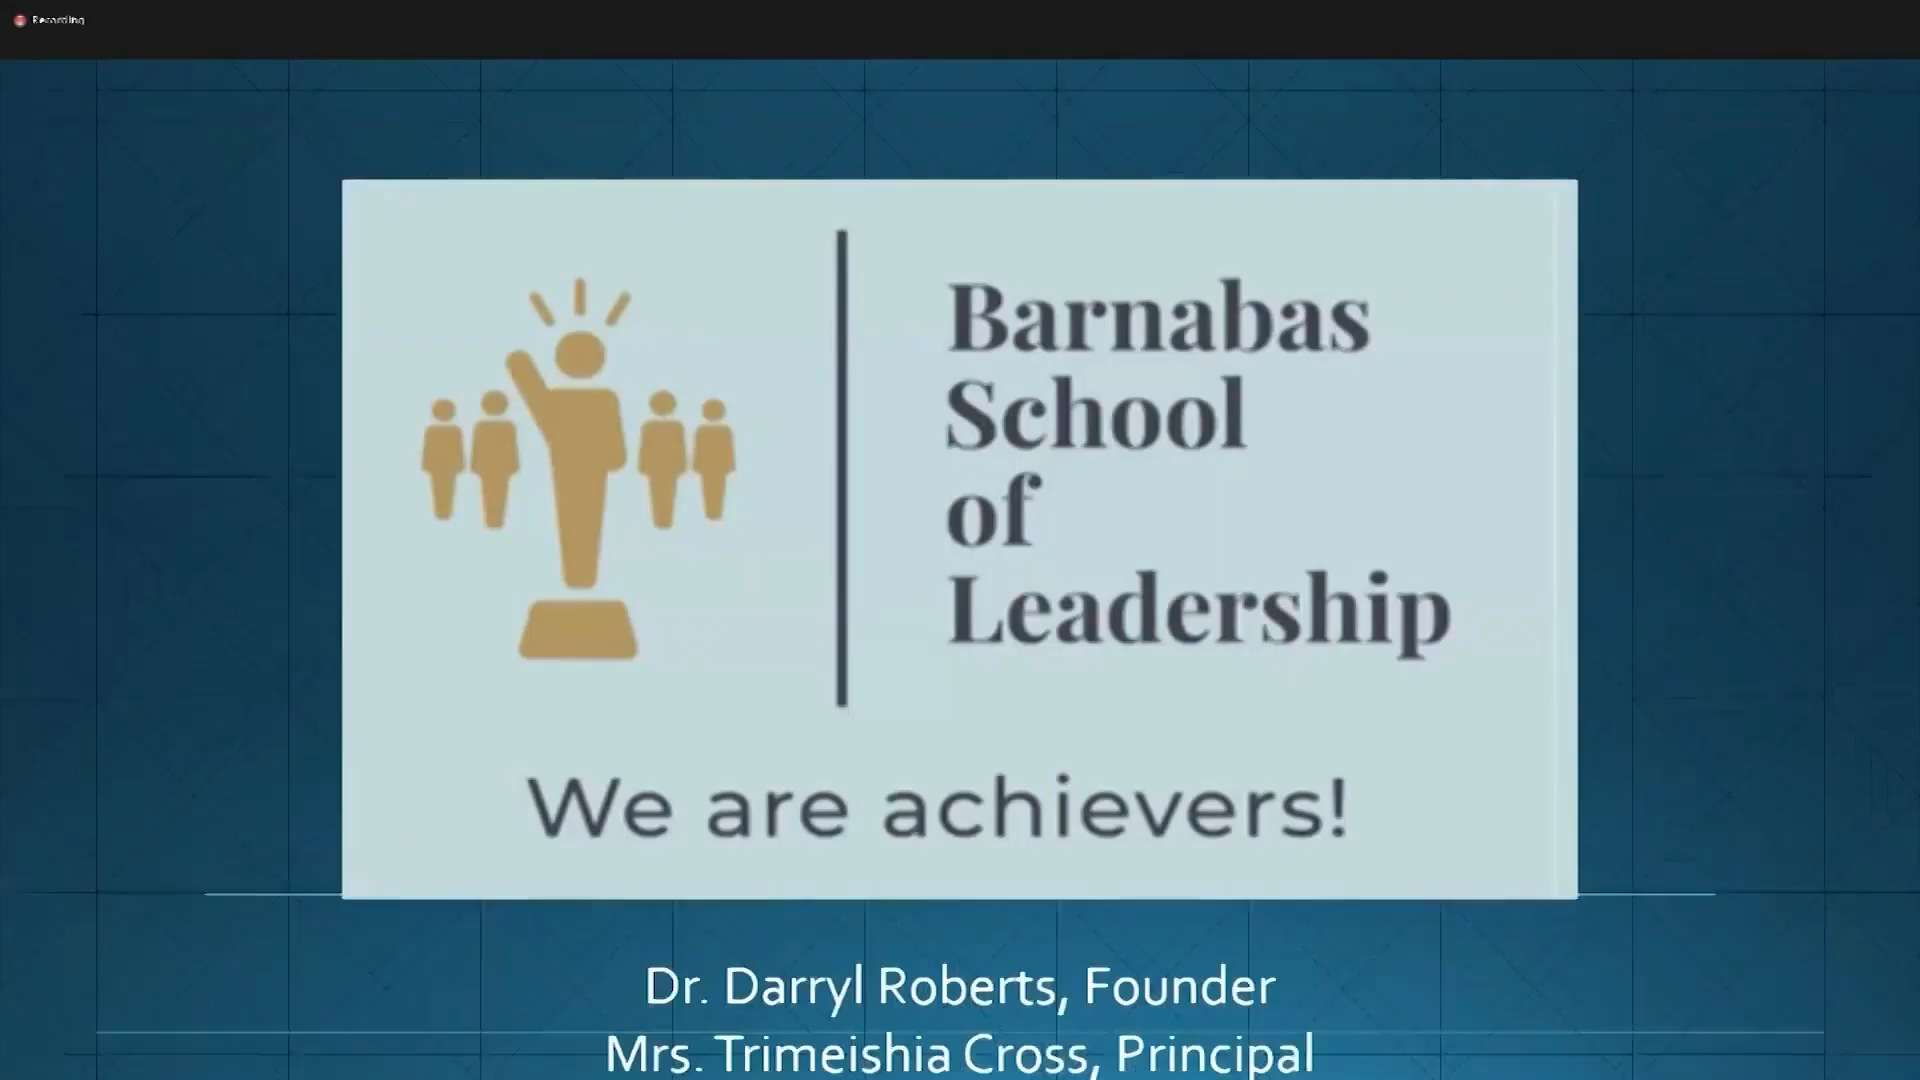 Recording
Barnabas
School
of
Leadership
We are achievers!
Dr. Darryl Roberts, Founder
Mrs. Trimeishia Cross, Principal